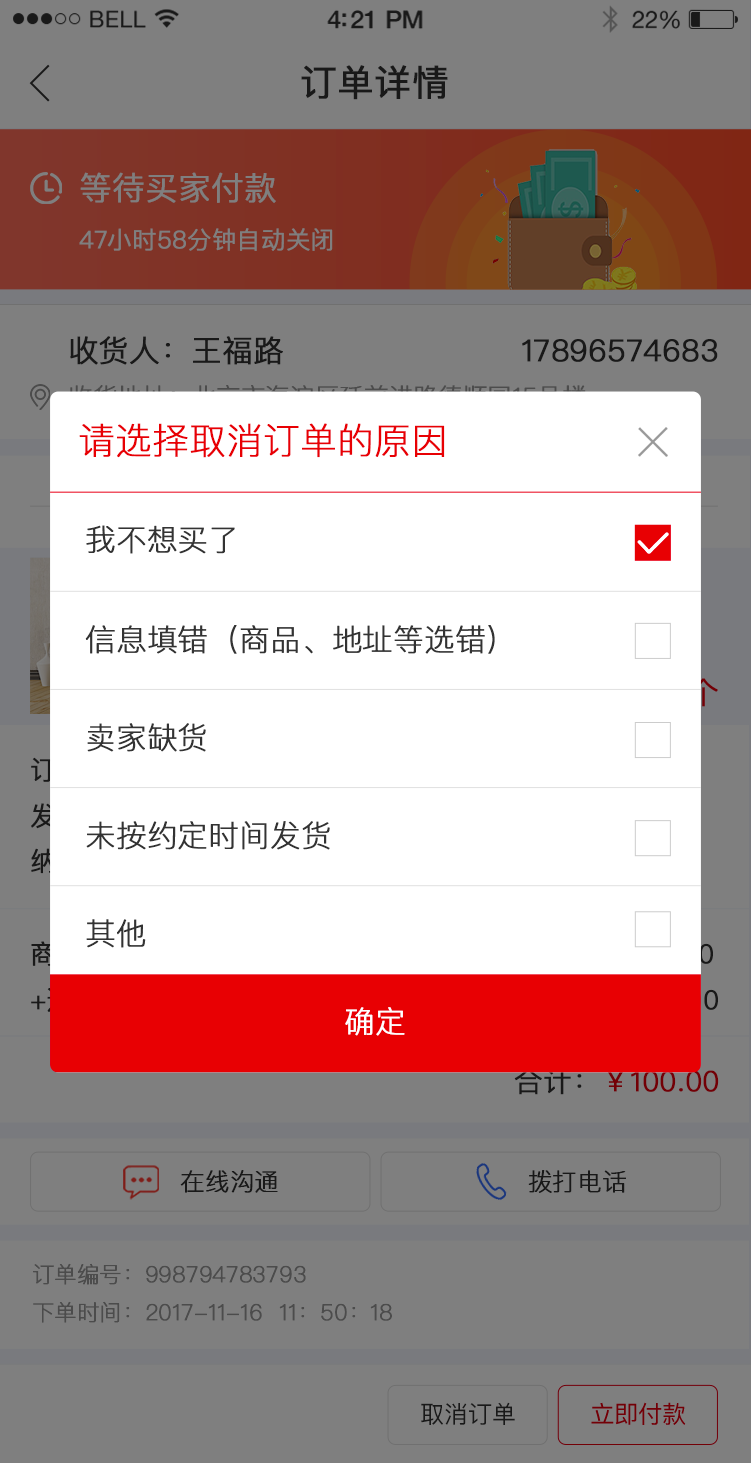 BELL 4:21 PM 22%
订单详情
等待买家付款
47小时58分钟自动关闭
收货人：王福路 17896574683
请选择取消订单的原因
我不想买了
信息填错（商品、地址等选错）
个
卖家缺货
订
发
未按约定时间发货
纳
其他
商 0
+ 0
确定
合计：￥100.00
在线沟通 拨打电话
订单编号：998794783793
下单时间：2017-11-16 11：50：18
取消订单 立即付款